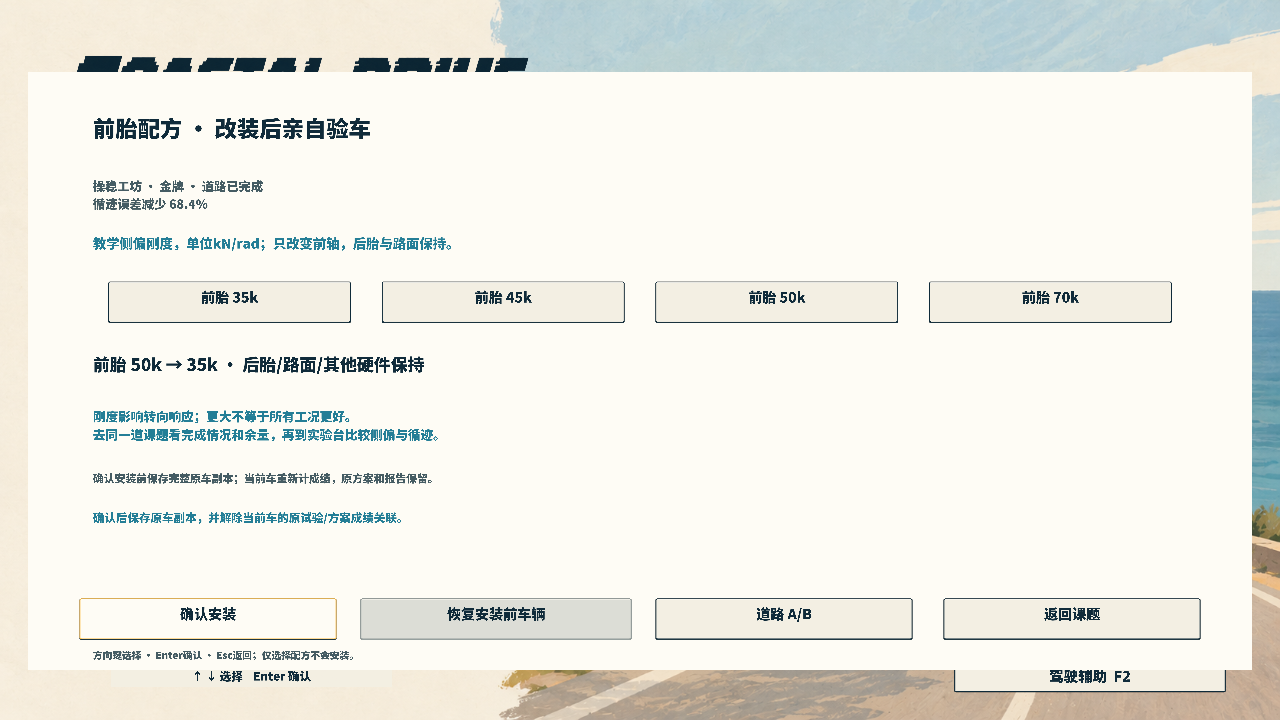 前胎配方 · 改装后亲自验车
操稳工坊 · 金牌 · 道路已完成
循迹误差减少 68.4%
教学侧偏刚度，单位kN/rad；只改变前轴，后胎与路面保持。
前胎 35k
前胎 45k
前胎 50k
前胎 70k
前胎 50k → 35k · 后胎/路面/其他硬件保持
刚度影响转向响应；更大不等于所有工况更好。
去同一道课题看完成情况和余量，再到实验台比较侧偏与循迹。
确认安装前保存完整原车副本；当前车重新计成绩，原方案和报告保留。
确认后保存原车副本，并解除当前车的原试验/方案成绩关联。
确认安装
恢复安装前车辆
道路 A/B
返回课题
方向键选择 · Enter确认 · Esc返回；仅选择配方不会安装。
↑ ↓ 选择 Enter 确认
驾驶辅助 F2